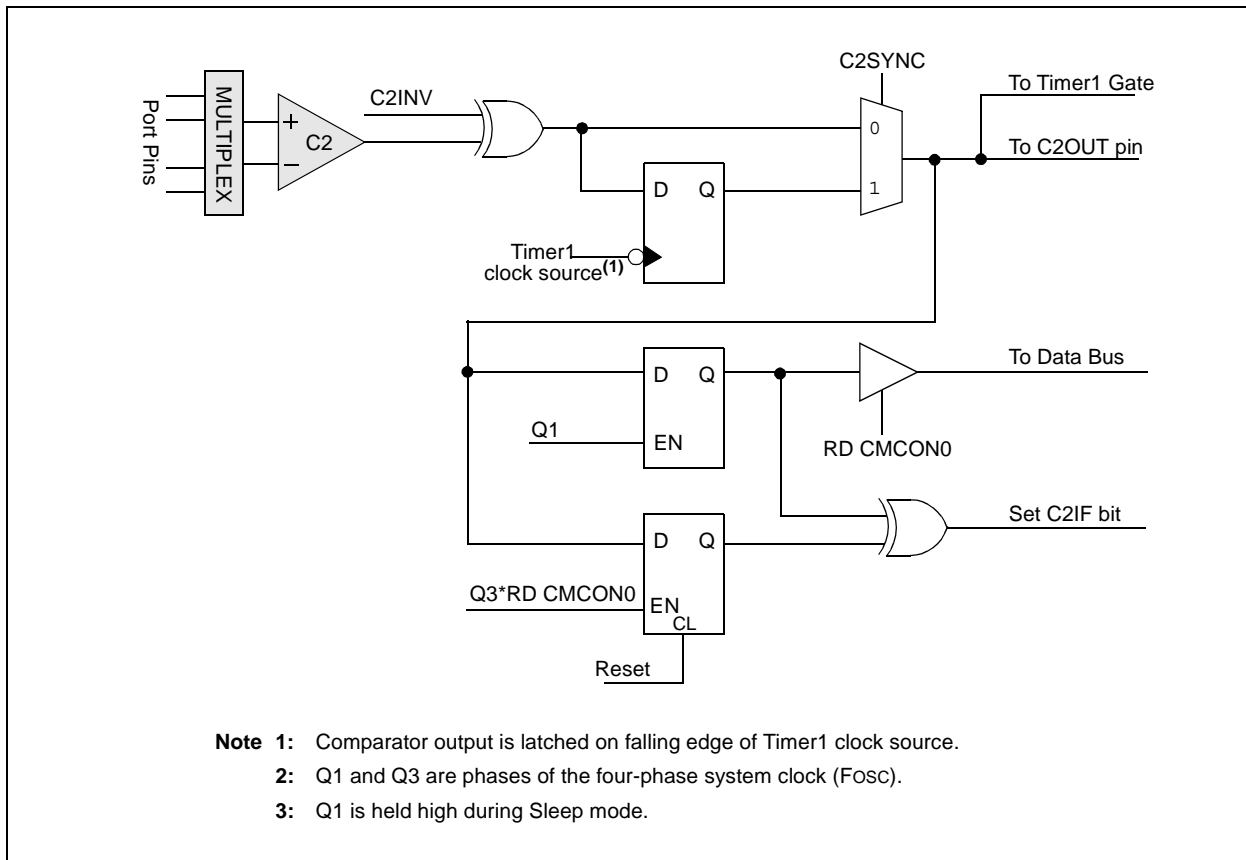 C2SYNC
To Timer1 Gate
Port Pins
MULTIPLEX
C2INV
+
C2
−
0
To C2OUT pin
D Q
1
Timer1
clock source(1)
D Q
To Data Bus
Q1
EN
RD CMCON0
Set C2IF bit
D Q
Q3*RD CMCON0
EN
CL
Reset
Note 1: Comparator output is latched on falling edge of Timer1 clock source.
2: Q1 and Q3 are phases of the four-phase system clock (FOSC).
3: Q1 is held high during Sleep mode.